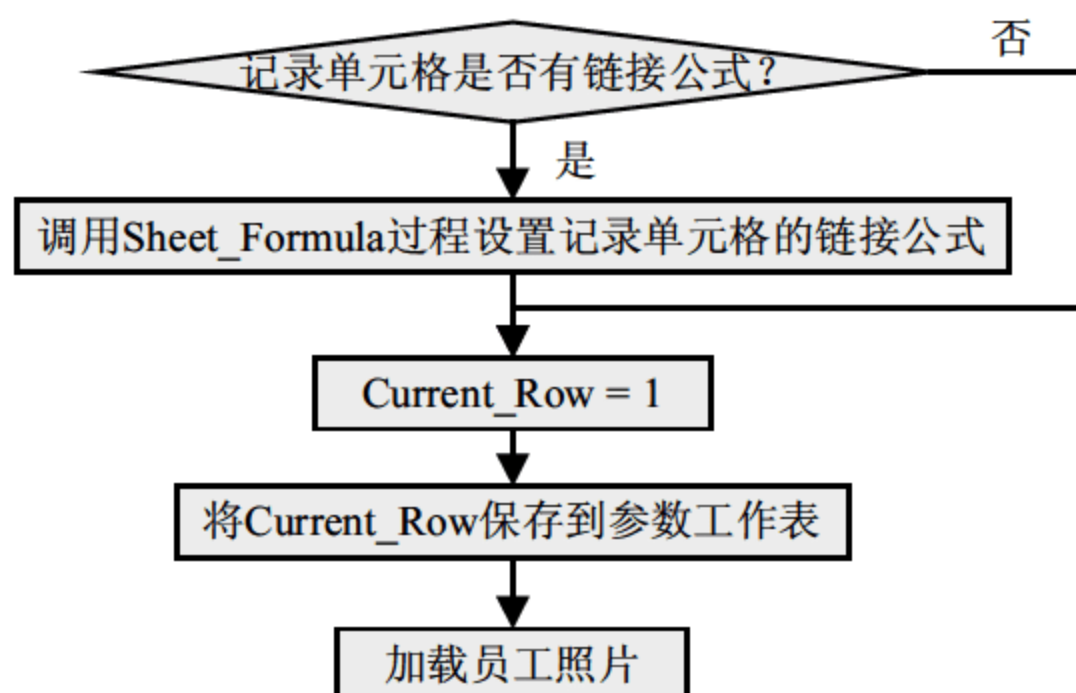 记录单元格是否有链接公式？
否
是
调用Sheet_Formula过程设置记录单元格的链接公式
Current_Row = 1
将Current_Row保存到参数工作表
加载员工照片